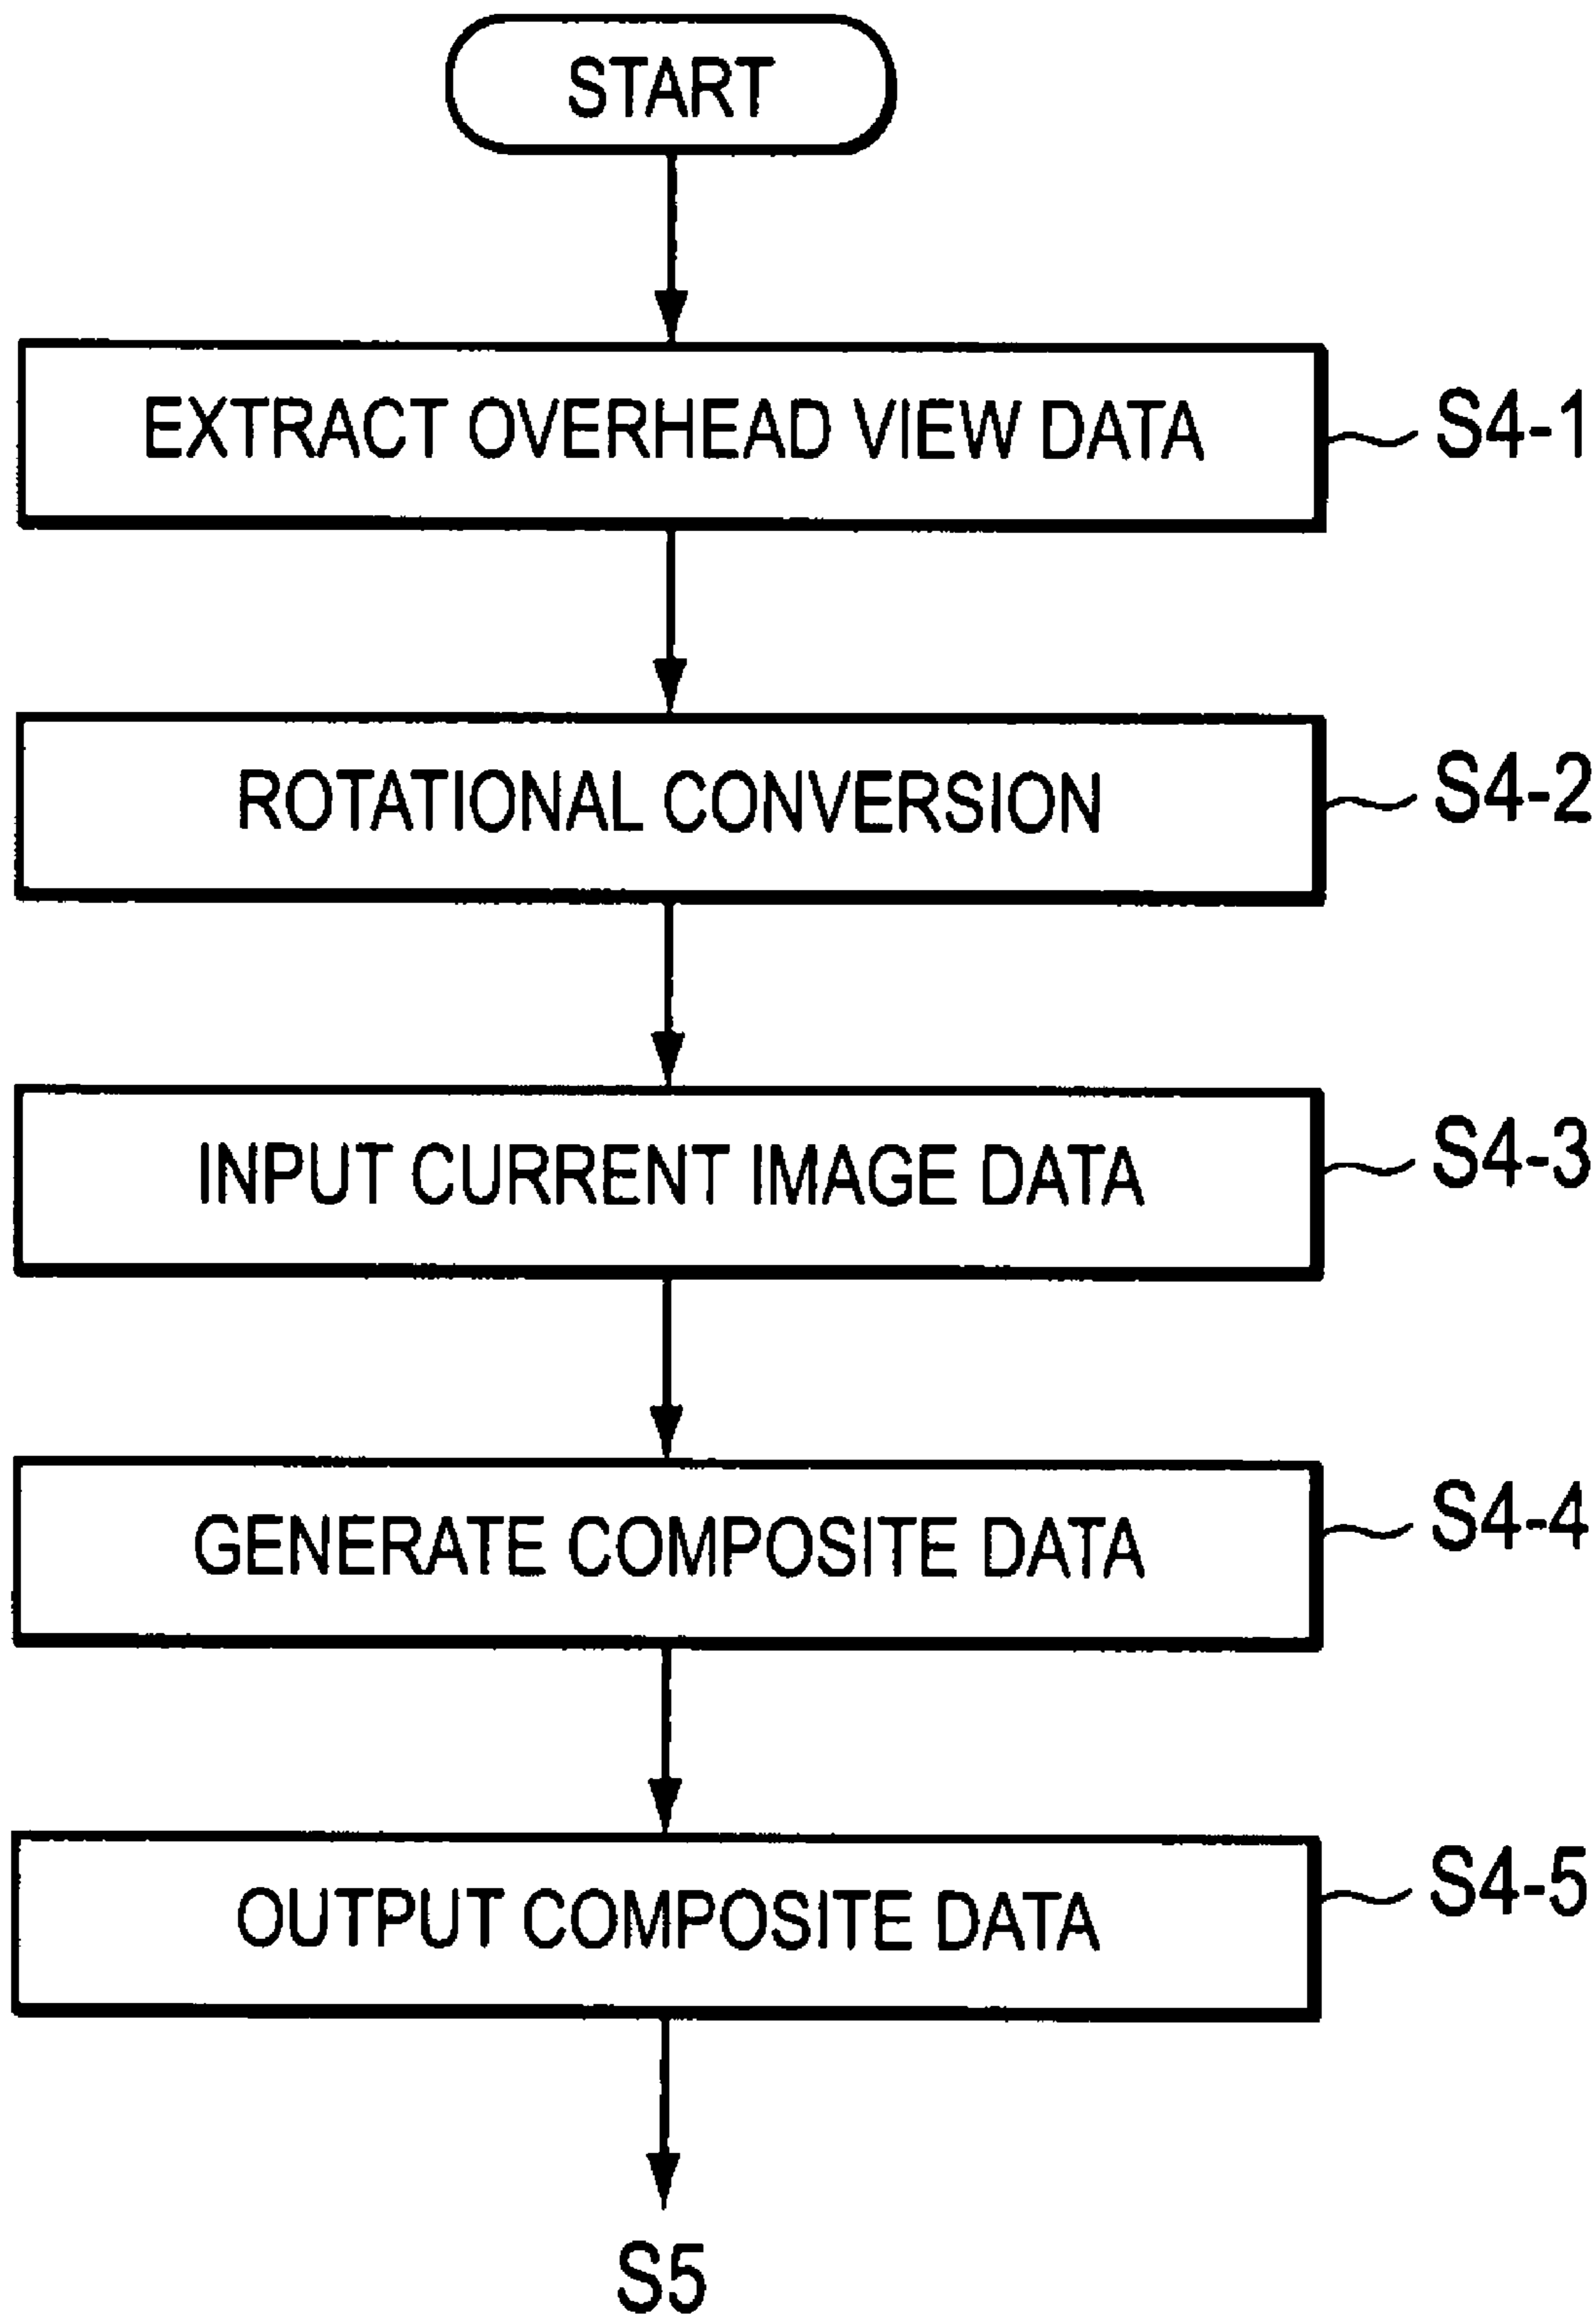 START
EXTRACT OVERHEAD VIEW DATA
S4-1
ROTATIONAL CONVERSION
S4-2
INPUT CURRENT IMAGE DATA
S4-3
GENERATE COMPOSITE DATA
S4-4
OUTPUT COMPOSITE DATA
S4-5
S5